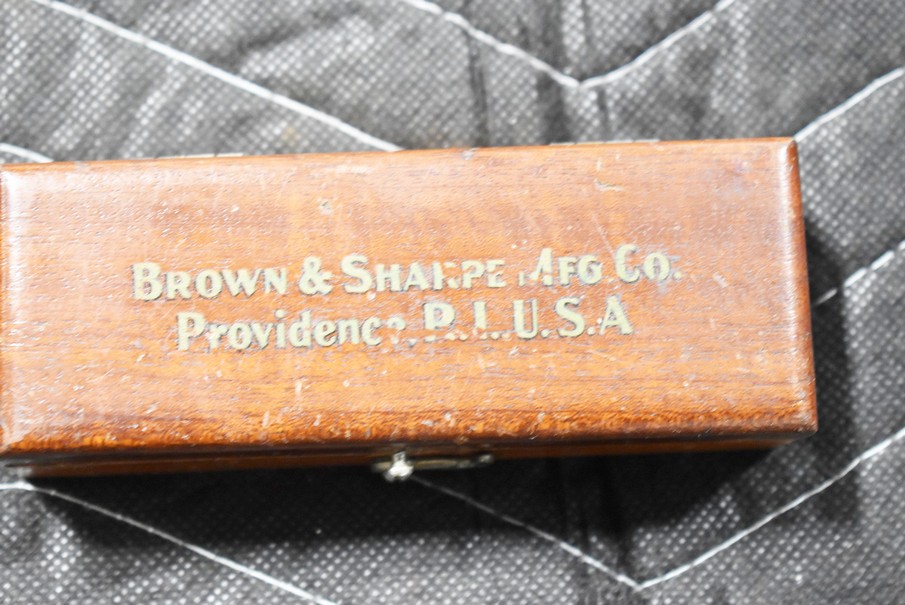 BROWN & SHARPE MFG. CO.
Providence, R.I. U.S.A